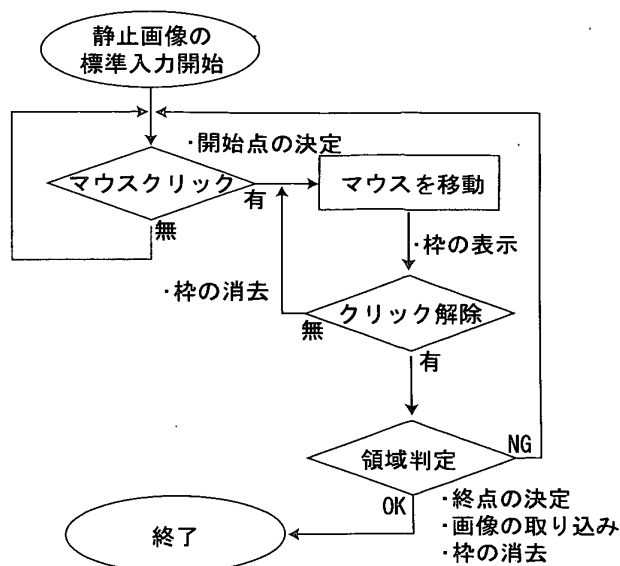 静止画像の
標準入力開始
・開始点の決定
マウスクリック
有
マウスを移動
無
・枠の表示
・枠の消去
クリック解除
無
有
領域判定
NG
OK
・終点の決定
・画像の取り込み
・枠の消去
終了